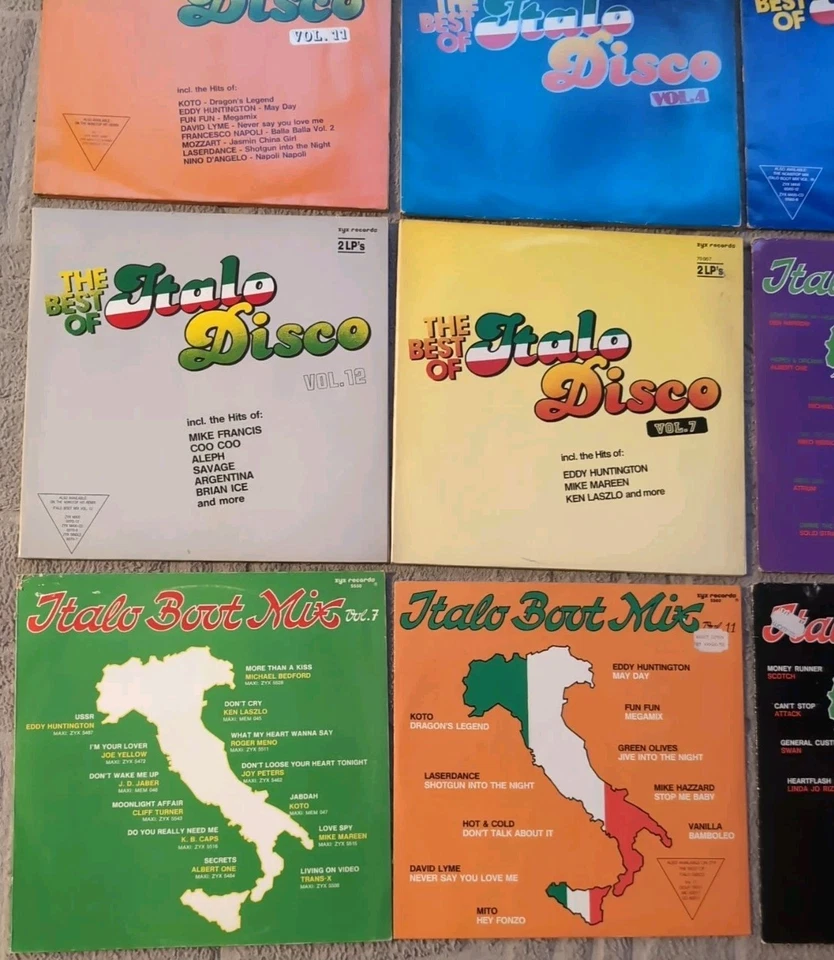 Disco
VOL.11
incl. the Hits of:
KOTO - Dragon's Legend
EDDY HUNTINGTON - May Day
FUN FUN - Megamix
DAVID LYME - Never say you love me
FRANCESCO NAPOLI - Balla Balla Vol. 2
MOZZART - Jasmin China Girl
LASERDANCE - Shotgun into the Night
NINO D'ANGELO - Napoli Napoli
THE
BEST
OF
Italo
Disco
VOL.4
BEST
OF
zyx records
2 LP's
THE
BEST
OF
Italo
Disco
VOL.12
incl. the Hits of:
MIKE FRANCIS
COO COO
ALEPH
SAVAGE
ARGENTINA
BRIAN ICE
and more
zyx records
2 LP's
THE
BEST
OF
Italo
Disco
VOL.7
incl. the Hits of:
EDDY HUNTINGTON
MIKE MAREEN
KEN LASZLO and more
zyx records
Italo Boot Mix Vol.7
MORE THAN A KISS
MICHAEL BEDFORD
DON'T CRY
KEN LASZLO
USSR
EDDY HUNTINGTON
WHAT MY HEART WANNA SAY
ROGER MENO
I'M YOUR LOVER
JOE YELLOW
DON'T LOOSE YOUR HEART TONIGHT
JOY PETERS
DON'T WAKE ME UP
J. D. JABER
JABDAH
KOTO
MOONLIGHT AFFAIR
CLIFF TURNER
LOVE SPY
MIKE MAREEN
DO YOU REALLY NEED ME
K. B. CAPS
SECRETS
ALBERT ONE
LIVING ON VIDEO
TRANS-X
zyx records
Italo Boot Mix Vol.11
EDDY HUNTINGTON
MAY DAY
KOTO
DRAGON'S LEGEND
FUN FUN
MEGAMIX
GREEN OLIVES
JIVE INTO THE NIGHT
LASERDANCE
SHOTGUN INTO THE NIGHT
MIKE HAZZARD
STOP ME BABY
HOT & COLD
DON'T TALK ABOUT IT
VANILLA
BAMBOLEO
DAVID LYME
NEVER SAY YOU LOVE ME
MITO
HEY FONZO
MONEY RUNNER
SCOTCH
CAN'T STOP
ATTACK
GENERAL CUST
SWAN
HEARTFLASH
LINDA JO RIZ